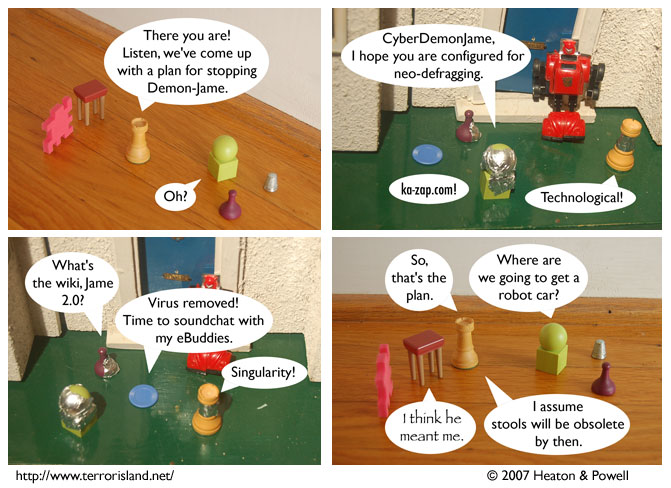 There you are!
Listen, we've come up
with a plan for stopping
Demon-Jame.
Oh?
CyberDemonJame,
I hope you are configured for
neo-defragging.
ka-zap.com!
Technological!
What's
the wiki, Jame
2.0?
Virus removed!
Time to soundchat with
my eBuddies.
Singularity!
So,
that's the
plan.
Where are
we going to get a
robot car?
I think he
meant me.
I assume
stools will be obsolete
by then.
http://www.terrorisland.net/
© 2007 Heaton & Powell